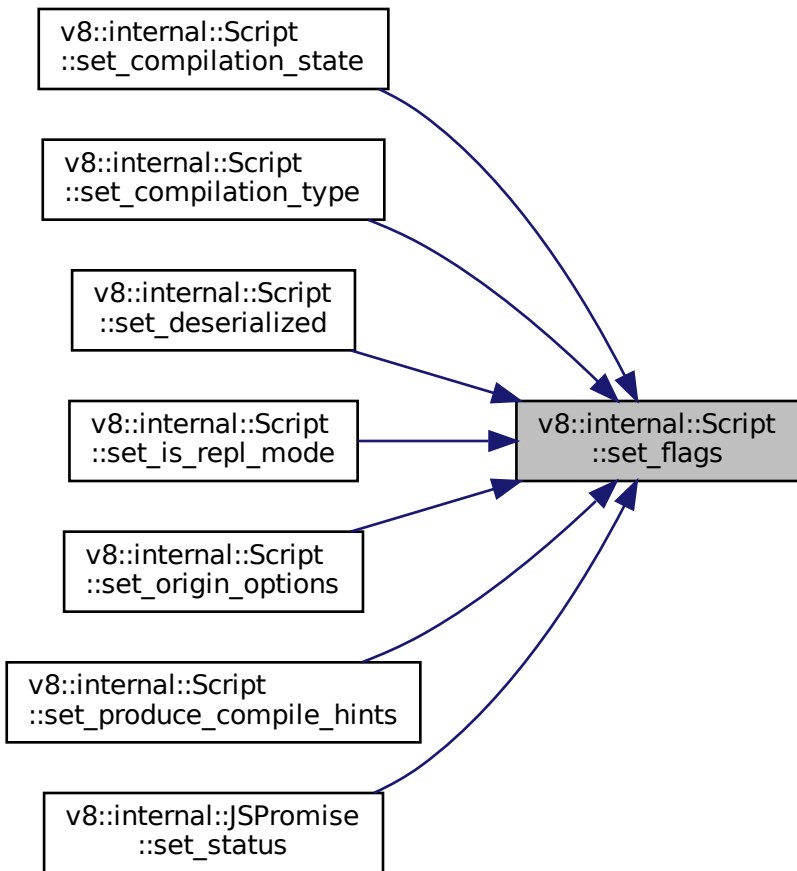 v8::internal::Script
::set_compilation_state
v8::internal::Script
::set_compilation_type
v8::internal::Script
::set_deserialized
v8::internal::Script
::set_is_repl_mode
v8::internal::Script
::set_flags
v8::internal::Script
::set_origin_options
v8::internal::Script
::set_produce_compile_hints
v8::internal::JSPromise
::set_status